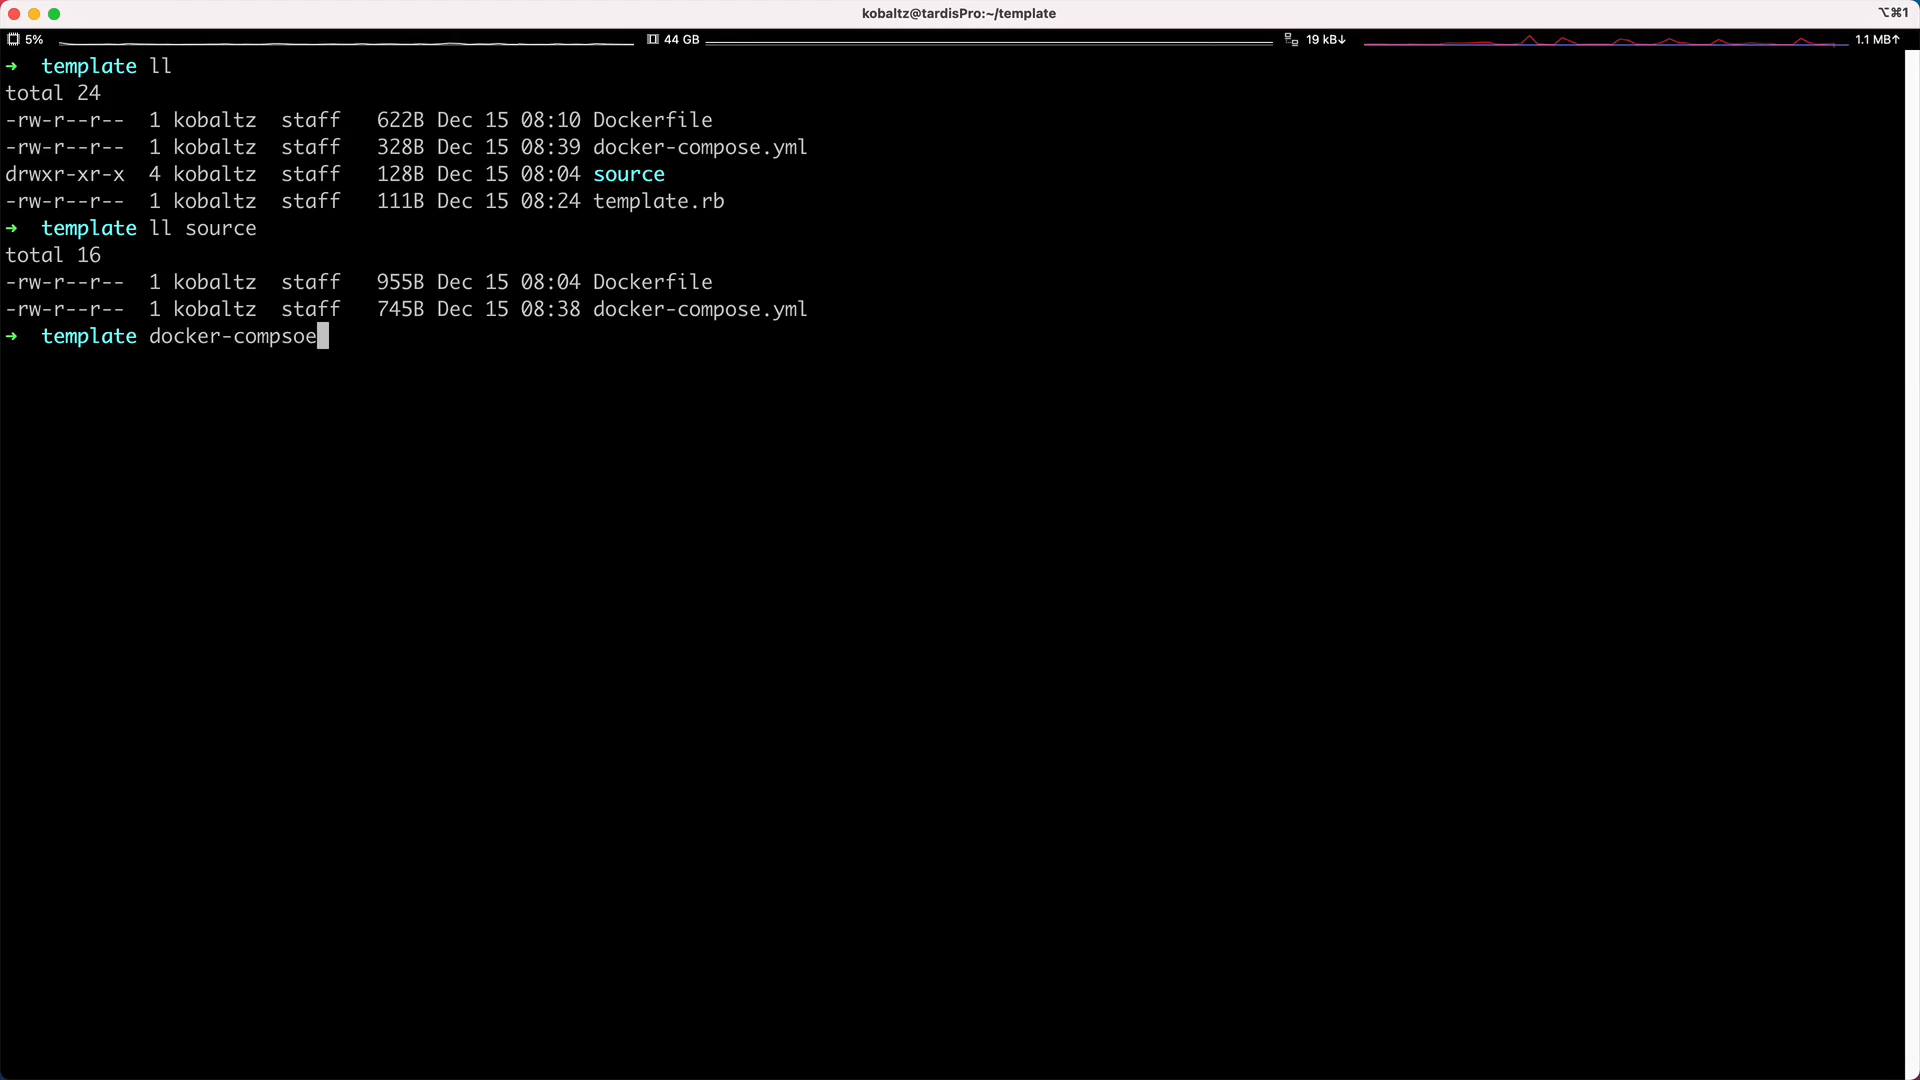 kobaltz@tardisPro:~/template
⌥⌘1
5%
44 GB
19 kB↓
1.1 MB↑
➜  template ll
total 24
-rw-r--r--  1 kobaltz  staff   622B Dec 15 08:10 Dockerfile
-rw-r--r--  1 kobaltz  staff   328B Dec 15 08:39 docker-compose.yml
drwxr-xr-x  4 kobaltz  staff   128B Dec 15 08:04 source
-rw-r--r--  1 kobaltz  staff   111B Dec 15 08:24 template.rb
➜  template ll source
total 16
-rw-r--r--  1 kobaltz  staff   955B Dec 15 08:04 Dockerfile
-rw-r--r--  1 kobaltz  staff   745B Dec 15 08:38 docker-compose.yml
➜  template docker-compsoe